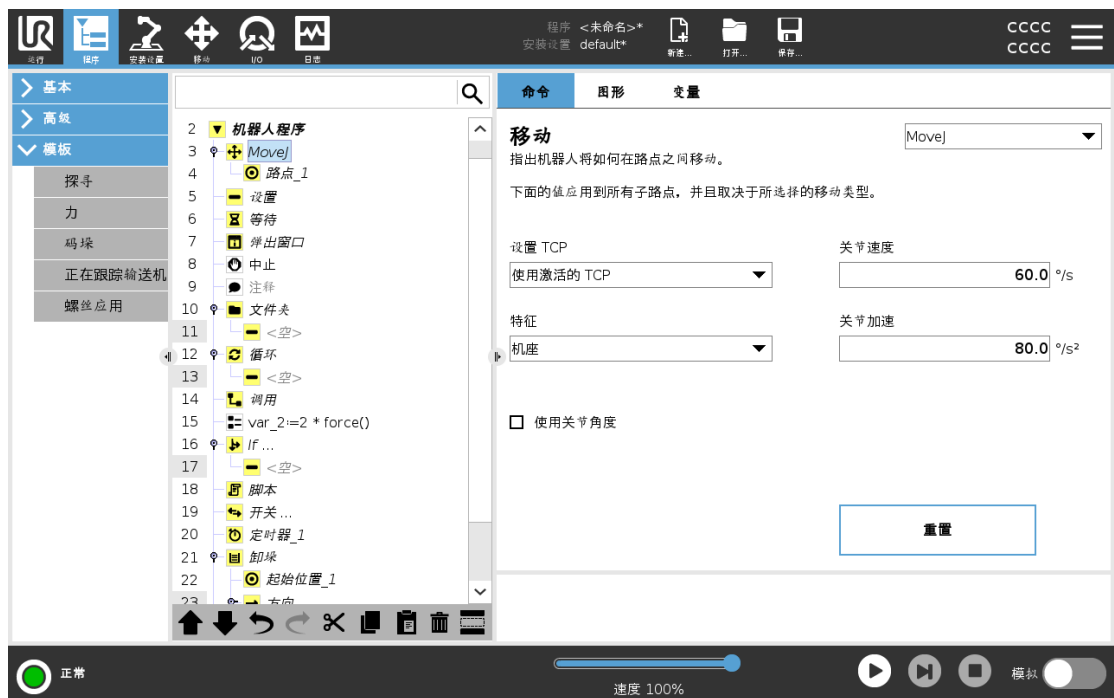 UR
运行
程序
安装设置
移动
I/O
日志
程序 <未命名>*
安装设置 default*
新建...
打开...
保存...
CCCC
CCCC
基本
高级
模板
探寻
力
码垛
正在跟踪输送机
螺丝应用
2 机器人程序
3 MoveJ
4 路点_1
5 设置
6 等待
7 弹出窗口
8 中止
9 注释
10 文件夹
11 <空>
12 循环
13 <空>
14 调用
15 var_2:=2 * force()
16 If ...
17 <空>
18 脚本
19 开关 ...
20 定时器_1
21 卸垛
22 起始位置_1
23 方向
命令 图形 变量
移动
MoveJ
指出机器人将如何在路点之间移动。
下面的值应用到所有子路点，并且取决于所选择的移动类型。
设置 TCP
关节速度
使用激活的 TCP
60.0 °/s
特征
关节加速
机座
80.0 °/s²
使用关节角度
重置
正常
速度 100%
模拟